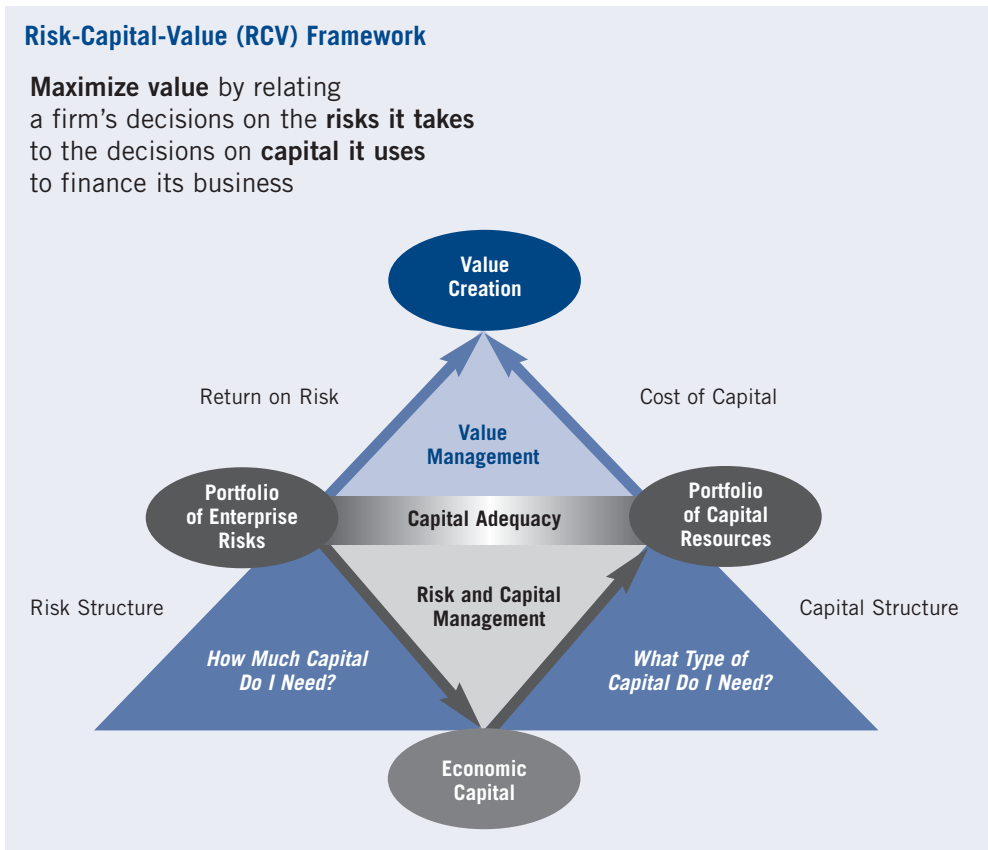 Risk-Capital-Value (RCV) Framework
Maximize value by relating
a firm's decisions on the risks it takes
to the decisions on capital it uses
to finance its business
Value
Creation
Return on Risk
Cost of Capital
Value
Management
Portfolio
of Enterprise
Risks
Capital Adequacy
Portfolio
of Capital
Resources
Risk Structure
Risk and Capital
Management
Capital Structure
How Much Capital
Do I Need?
What Type of
Capital Do I Need?
Economic
Capital